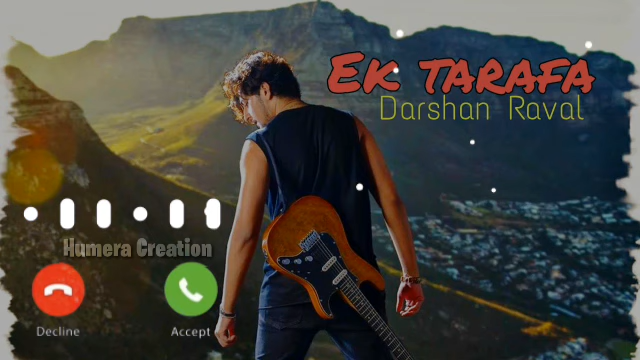 Ek tarafa
Darshan Raval
Humera Creation
Decline
Accept